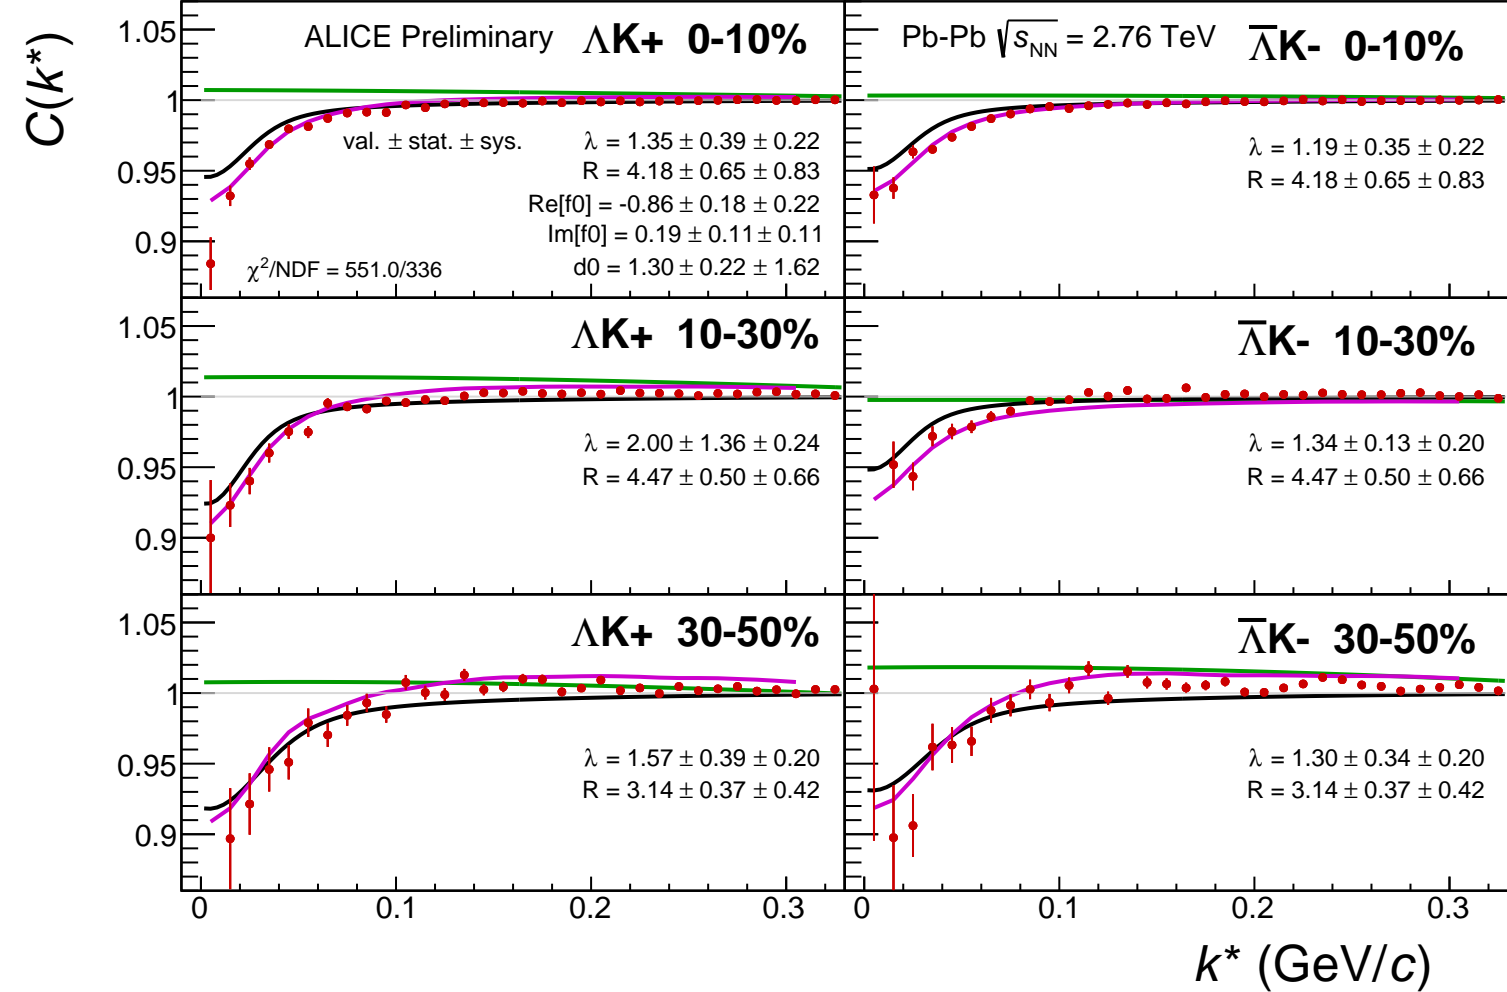 C(k*)
ALICE Preliminary ΛK+ 0-10%
1.05
1
0.95
0.9
val. ± stat. ± sys.
λ = 1.35 ± 0.39 ± 0.22
R = 4.18 ± 0.65 ± 0.83
Re[f0] = -0.86 ± 0.18 ± 0.22
Im[f0] = 0.19 ± 0.11 ± 0.11
d0 = 1.30 ± 0.22 ± 1.62
χ²/NDF = 551.0/336
Pb-Pb √s_NN = 2.76 TeV Λ̅K- 0-10%
λ = 1.19 ± 0.35 ± 0.22
R = 4.18 ± 0.65 ± 0.83
ΛK+ 10-30%
1.05
1
0.95
0.9
λ = 2.00 ± 1.36 ± 0.24
R = 4.47 ± 0.50 ± 0.66
Λ̅K- 10-30%
λ = 1.34 ± 0.13 ± 0.20
R = 4.47 ± 0.50 ± 0.66
ΛK+ 30-50%
1.05
1
0.95
0.9
λ = 1.57 ± 0.39 ± 0.20
R = 3.14 ± 0.37 ± 0.42
Λ̅K- 30-50%
λ = 1.30 ± 0.34 ± 0.20
R = 3.14 ± 0.37 ± 0.42
0 0.1 0.2 0.3
0 0.1 0.2 0.3
k* (GeV/c)